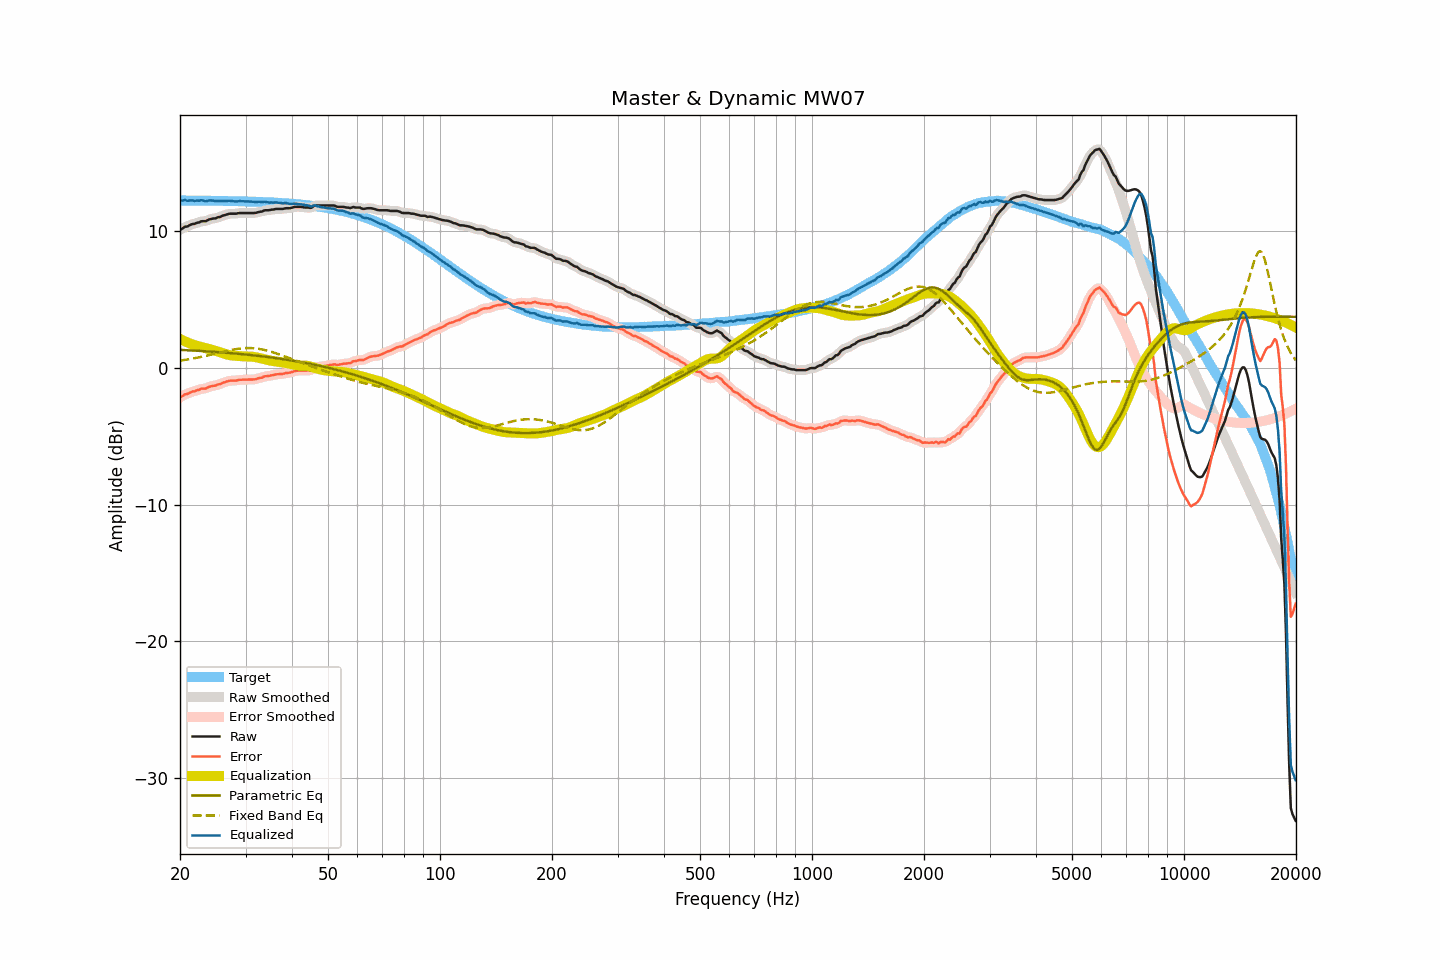 Master & Dynamic MW07
Amplitude (dBr)
10
0
−10
−20
−30
Target
Raw Smoothed
Error Smoothed
Raw
Error
Equalization
Parametric Eq
Fixed Band Eq
Equalized
20 50 100 200 500 1000 2000 5000 10000 20000
Frequency (Hz)